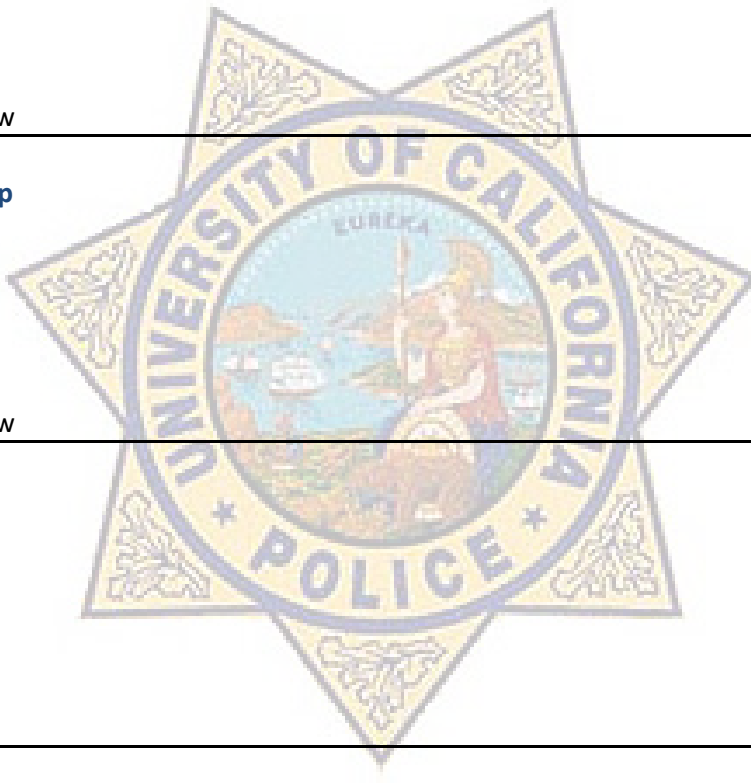 w
p
w
EUREKA
UNIVERSITY OF CALIFORNIA
* POLICE *